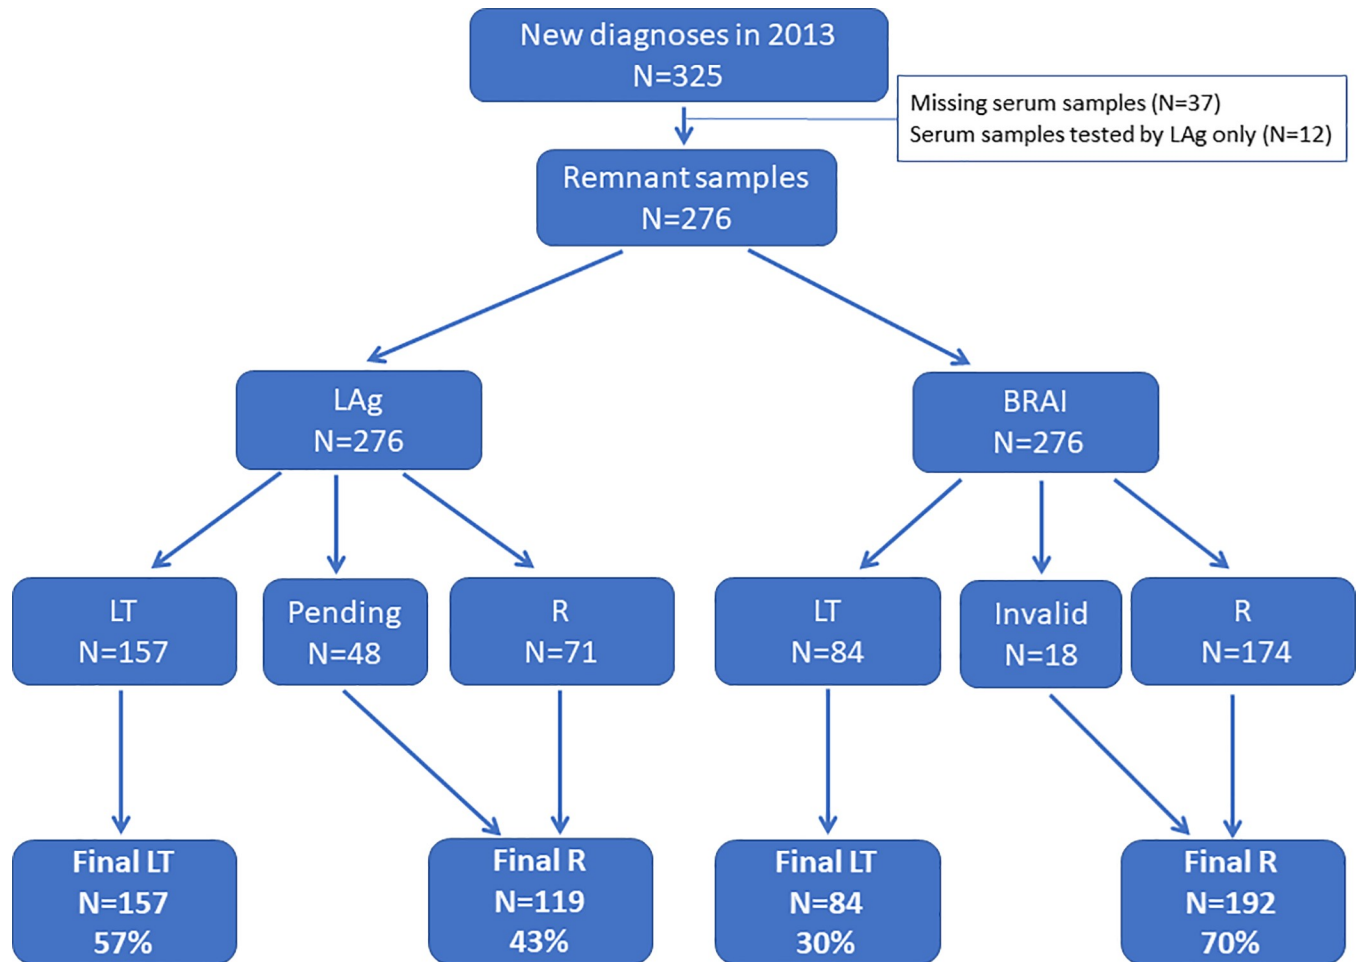 New diagnoses in 2013
N=325
Missing serum samples (N=37)
Serum samples tested by LAg only (N=12)
Remnant samples
N=276
LAg
N=276
BRAI
N=276
LT
N=157
Pending
N=48
R
N=71
LT
N=84
Invalid
N=18
R
N=174
Final LT
N=157
57%
Final R
N=119
43%
Final LT
N=84
30%
Final R
N=192
70%